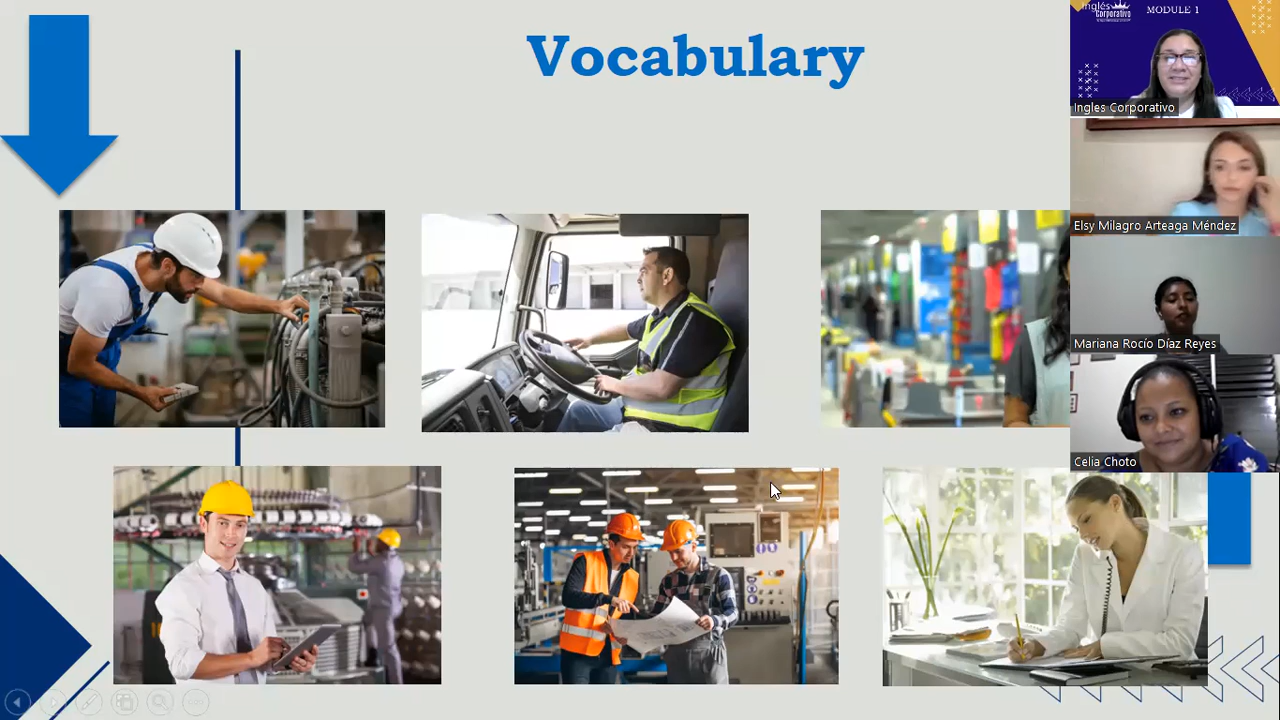 Vocabulary
Inglés
Corporativo
MODULE 1
Ingles Corporativo
Elsy Milagro Arteaga Méndez
Mariana Rocío Díaz Reyes
Celia Choto